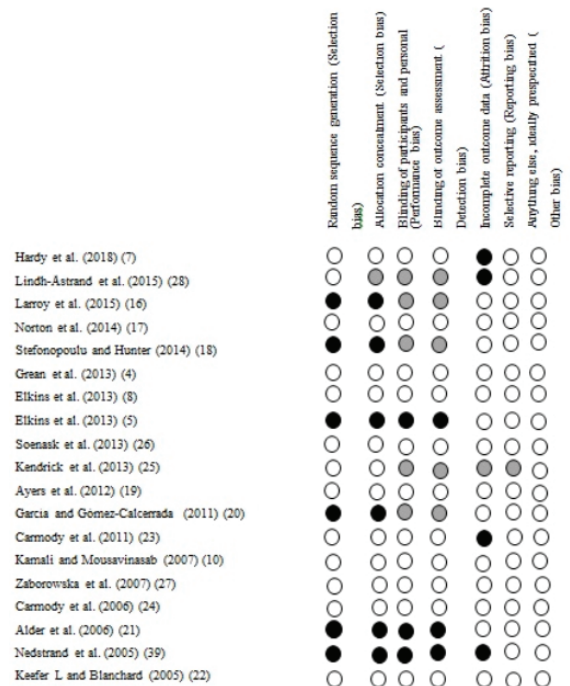 Random sequence generation (Selection
bias)
Allocation concealment (Selection bias)
Blinding of participants and personal
(Performance bias)
Blinding of outcome assessment (
Detection bias)
Incomplete outcome data (Attrition bias)
Selective reporting (Reporting bias)
Anything else, ideally prespecified (
Other bias)
Hardy et al. (2018) (7)
Lindh-Astrand et al. (2015) (28)
Larroy et al. (2015) (16)
Norton et al. (2014) (17)
Stefonopoulu and Hunter (2014) (18)
Grean et al. (2013) (4)
Elkins et al. (2013) (8)
Elkins et al. (2013) (5)
Soenask et al. (2013) (26)
Kendrick et al. (2013) (25)
Ayers et al. (2012) (19)
Garcia and Gomez-Calcerrada (2011) (20)
Carmody et al. (2011) (23)
Kamali and Mousavinasab (2007) (10)
Zaborowska et al. (2007) (27)
Carmody et al. (2006) (24)
Alder et al. (2006) (21)
Nedstrand et al. (2005) (39)
Keefer L and Blanchard (2005) (22)